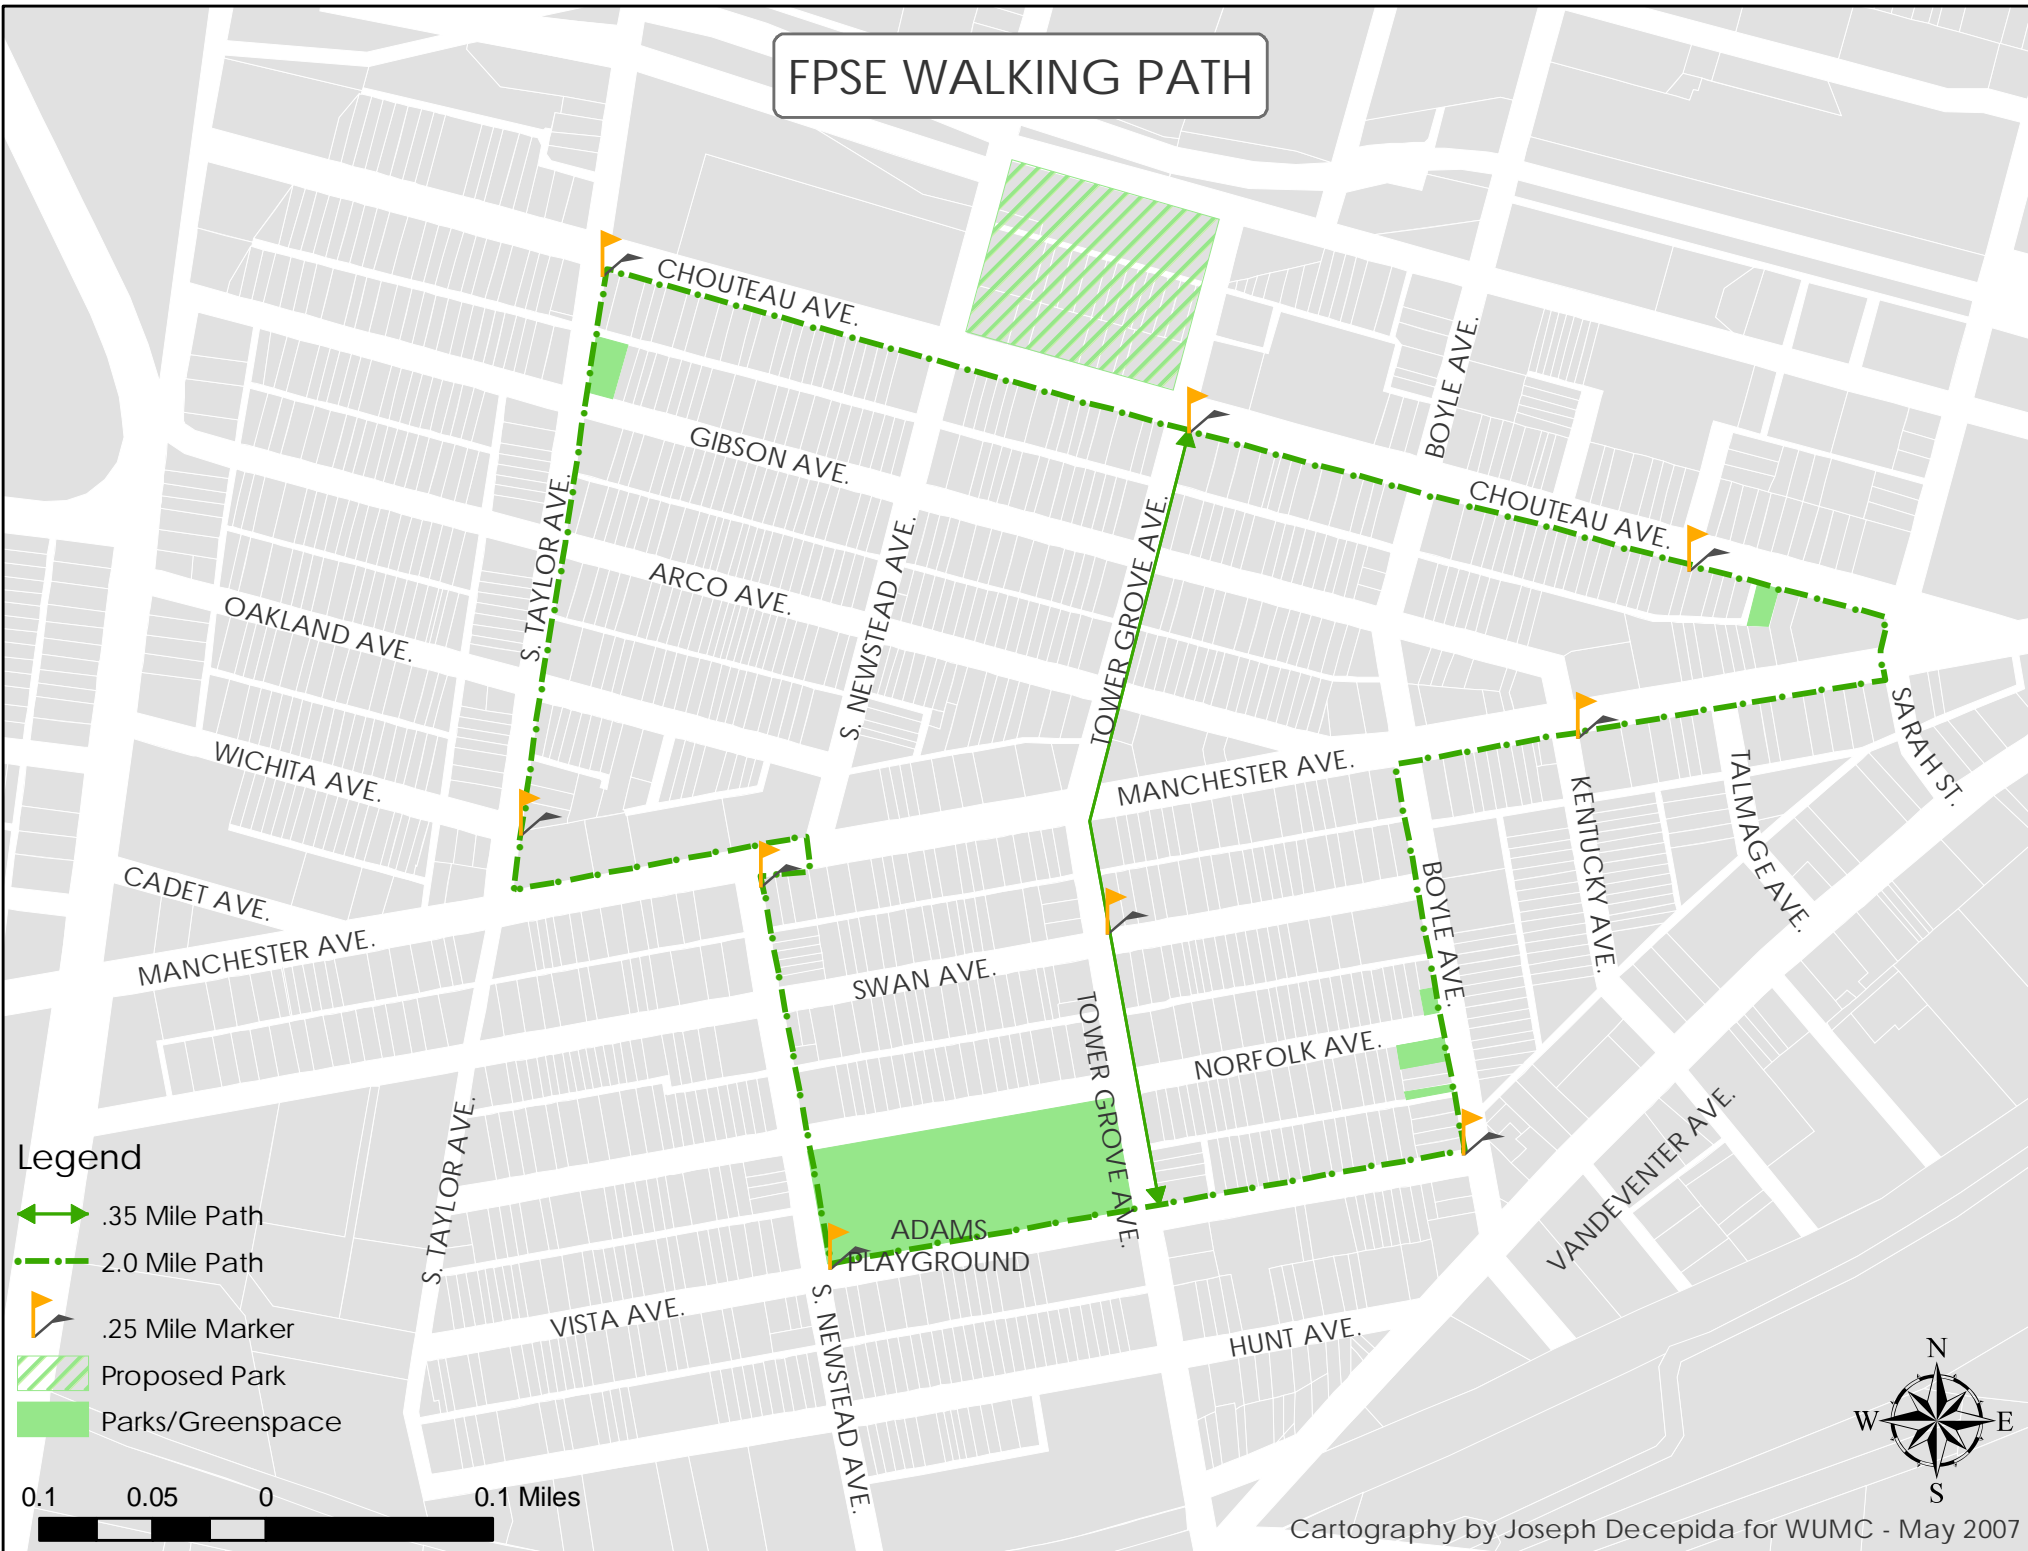 FPSE WALKING PATH
CHOUTEAU AVE.
GIBSON AVE.
BOYLE AVE.
CHOUTEAU AVE.
S. TAYLOR AVE.
ARCO AVE.
S. NEWSTEAD AVE.
TOWER GROVE AVE.
OAKLAND AVE.
WICHITA AVE.
MANCHESTER AVE.
SARAH ST.
KENTUCKY AVE.
TALMAGE AVE.
CADET AVE.
MANCHESTER AVE.
SWAN AVE.
BOYLE AVE.
TOWER GROVE AVE.
NORFOLK AVE.
S. TAYLOR AVE.
VANDEVENTER AVE.
ADAMS
PLAYGROUND
VISTA AVE.
S. NEWSTEAD AVE.
HUNT AVE.
Legend
.35 Mile Path
2.0 Mile Path
.25 Mile Marker
Proposed Park
Parks/Greenspace
0.1 0.05 0 0.1 Miles
N
W E
S
Cartography by Joseph Decepida for WUMC - May 2007